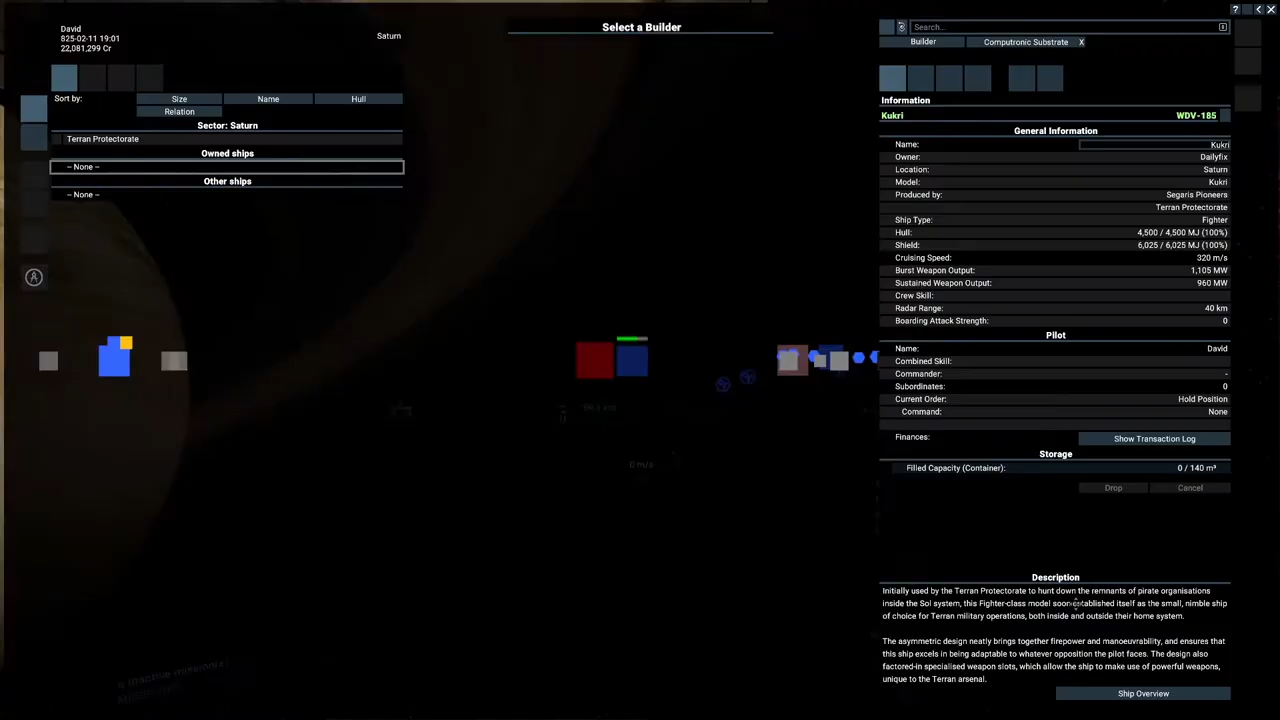 David
825-02-11 19:01
22,081,299 Cr
Saturn
Sort by:
Size
Name
Hull
Relation
Sector: Saturn
Terran Protectorate
Owned ships
-- None --
Other ships
-- None --
Select a Builder
0 m/s
Search...
Builder
Computronic Substrate X
Information
Kukri WDV-185
General Information
Name: Kukri
Owner: Dailyfix
Location: Saturn
Model: Kukri
Produced by: Segaris Pioneers
Terran Protectorate
Ship Type: Fighter
Hull: 4,500 / 4,500 MJ (100%)
Shield: 6,025 / 6,025 MJ (100%)
Cruising Speed: 320 m/s
Burst Weapon Output: 1,105 MW
Sustained Weapon Output: 960 MW
Crew Skill:
Radar Range: 40 km
Boarding Attack Strength: 0
Pilot
Name: David
Combined Skill:
Commander: -
Subordinates: 0
Current Order: Hold Position
Command: None
Finances: Show Transaction Log
Storage
Filled Capacity (Container): 0 / 140 m³
Drop Cancel
Description
Initially used by the Terran Protectorate to hunt down the remnants of pirate organisations
inside the Sol system, this Fighter-class model soon established itself as the small, nimble ship
of choice for Terran military operations, both inside and outside their home system.
The asymmetric design neatly brings together firepower and manoeuvrability, and ensures that
this ship excels in being adaptable to whatever opposition the pilot faces. The design also
factored-in specialised weapon slots, which allow the ship to make use of powerful weapons,
unique to the Terran arsenal.
Ship Overview